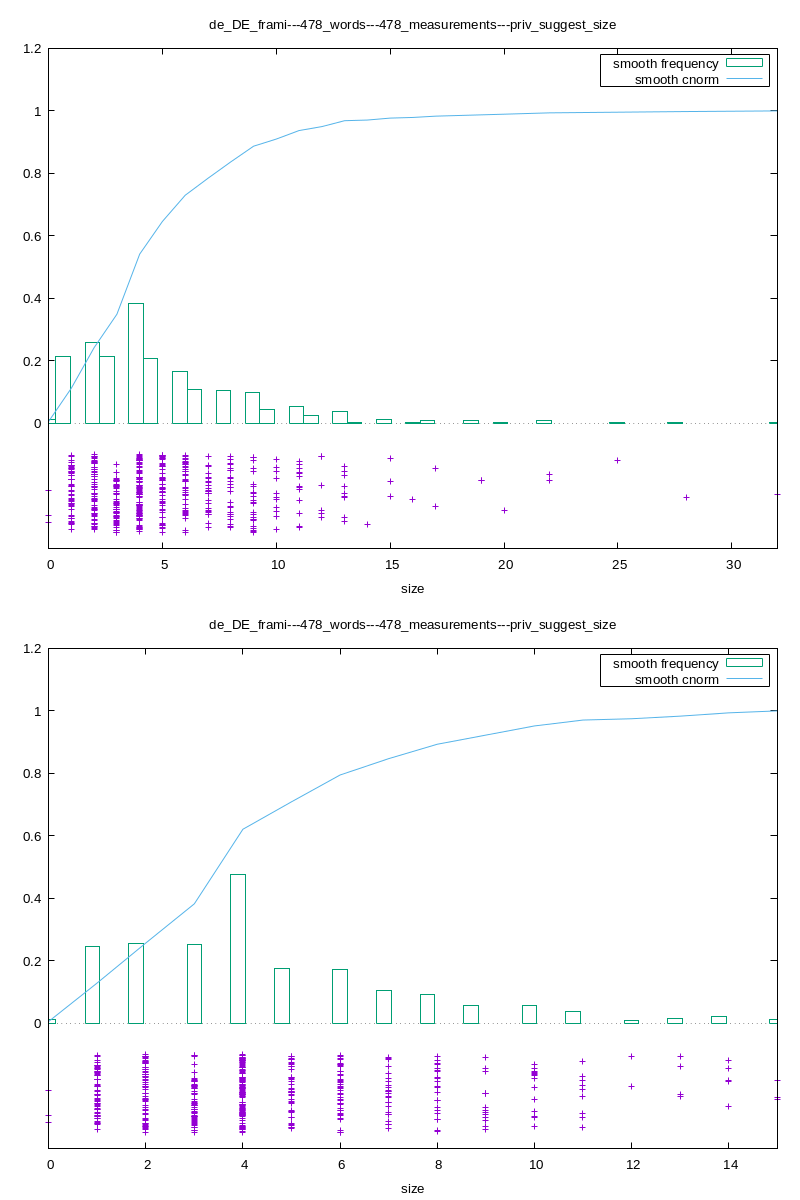 de_DE_frami---478_words---478_measurements---priv_suggest_size
1.2
smooth frequency
smooth cnorm
1
0.8
0.6
0.4
0.2
0
0 5 10 15 20 25 30
size
de_DE_frami---478_words---478_measurements---priv_suggest_size
1.2
smooth frequency
smooth cnorm
1
0.8
0.6
0.4
0.2
0
0 2 4 6 8 10 12 14
size